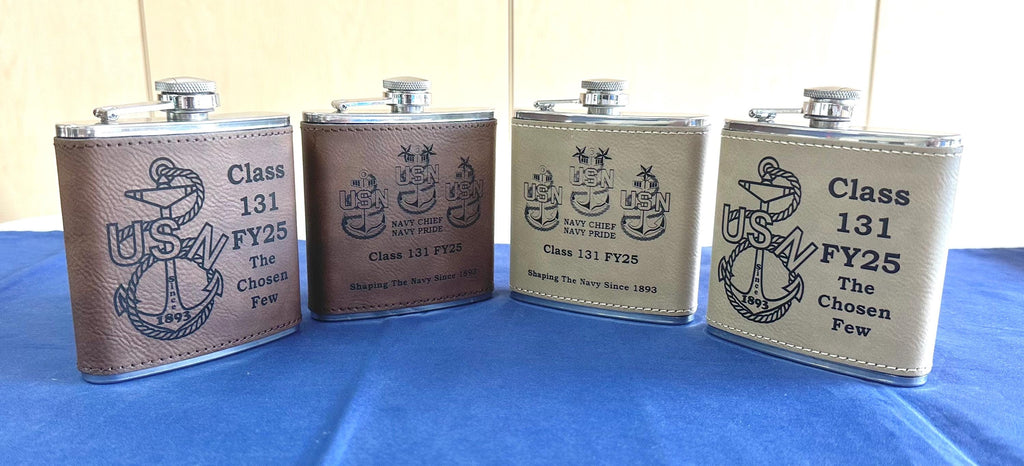 Class
131
FY25
The
Chosen
Few
USN
Since
1893
USN
USN
USN
NAVY CHIEF
NAVY PRIDE
Class 131 FY25
Shaping The Navy Since 1893
USN
USN
USN
NAVY CHIEF
NAVY PRIDE
Class 131 FY25
Shaping The Navy Since 1893
USN
Since
1893
Class
131
FY25
The
Chosen
Few